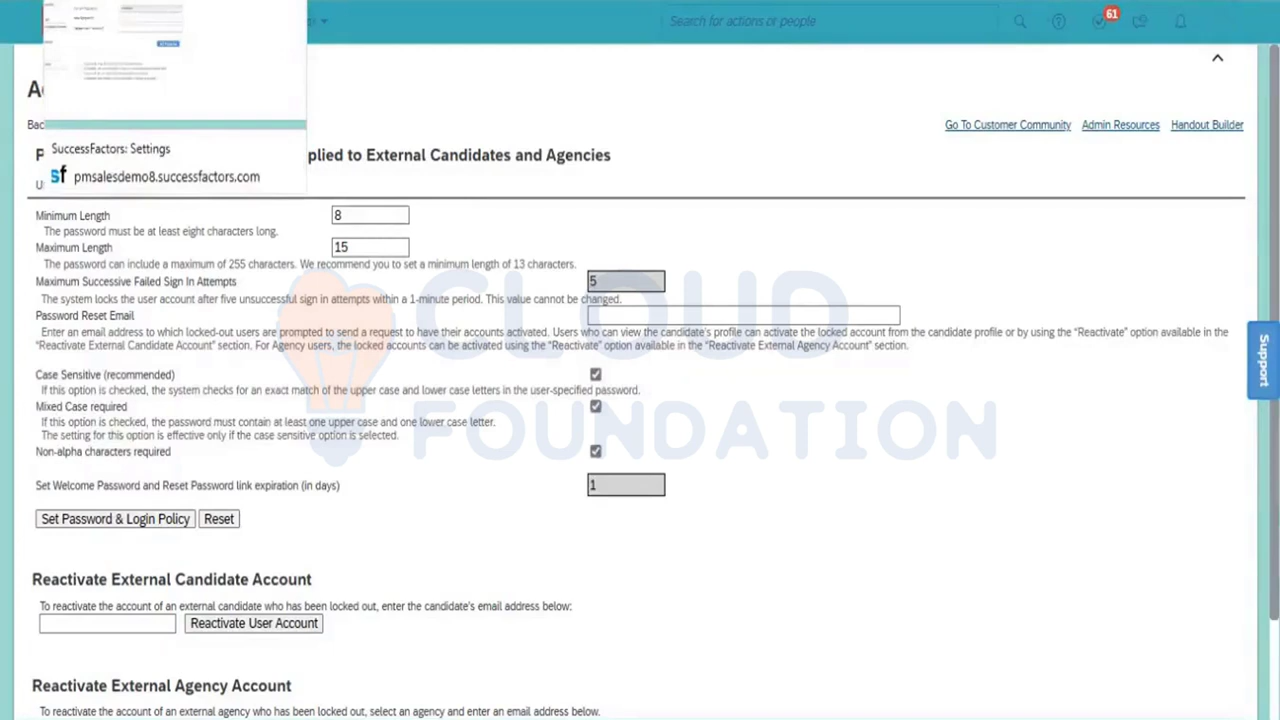 Search for actions or people
61
SuccessFactors: Settings
sf pmsalesdemo8.successfactors.com
Go To Customer Community Admin Resources Handout Builder
plied to External Candidates and Agencies
Minimum Length 8
The password must be at least eight characters long.
Maximum Length 15
The password can include a maximum of 255 characters. We recommend you to set a minimum length of 13 characters.
Maximum Successive Failed Sign In Attempts 5
The system locks the user account after five unsuccessful sign in attempts within a 1-minute period. This value cannot be changed.
Password Reset Email
Enter an email address to which locked-out users are prompted to send a request to have their accounts activated. Users who can view the candidate's profile can activate the locked account from the candidate profile or by using the "Reactivate" option available in the
"Reactivate External Candidate Account" section. For Agency users, the locked accounts can be activated using the "Reactivate" option available in the "Reactivate External Agency Account" section.
Case Sensitive (recommended)
If this option is checked, the system checks for an exact match of the upper case and lower case letters in the user-specified password.
Mixed Case required
If this option is checked, the password must contain at least one upper case and one lower case letter.
The setting for this option is effective only if the case sensitive option is selected.
Non-alpha characters required
Set Welcome Password and Reset Password link expiration (in days) 1
Set Password & Login Policy Reset
Reactivate External Candidate Account
To reactivate the account of an external candidate who has been locked out, enter the candidate's email address below:
Reactivate User Account
Reactivate External Agency Account
To reactivate the account of an external agency who has been locked out, select an agency and enter an email address below.
Support
CLOUD
FOUNDATION